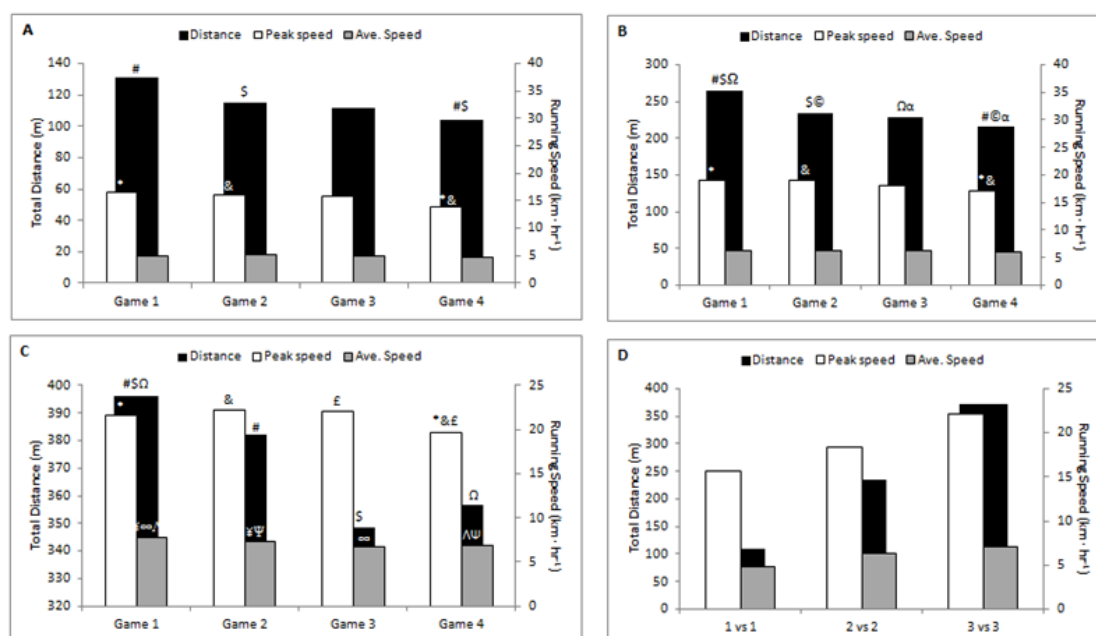 A
Distance Peak speed Ave. Speed
140
120
100
80
60
40
20
0
Total Distance (m)
40
35
30
25
20
15
10
5
0
Running Speed (km · hr⁻¹)
#
$
#$
*
&
*&
Game 1 Game 2 Game 3 Game 4
B
Distance Peak speed Ave. Speed
300
250
200
150
100
50
0
Total Distance (m)
40
35
30
25
20
15
10
5
0
Running Speed (km · hr⁻¹)
#$Ω
$©
Ωα
#©α
*
&
*&
Game 1 Game 2 Game 3 Game 4
C
Distance Peak speed Ave. Speed
400
390
380
370
360
350
340
330
320
Total Distance (m)
25
20
15
10
5
0
Running Speed (km · hr⁻¹)
#$Ω
*
&
#
£
$
*&£
Ω
¥Ψ
∞
ΛΨ
Game 1 Game 2 Game 3 Game 4
D
Distance Peak speed Ave. Speed
400
350
300
250
200
150
100
50
0
Total Distance (m)
25
20
15
10
5
0
Running Speed (km · hr⁻¹)
1 vs 1 2 vs 2 3 vs 3